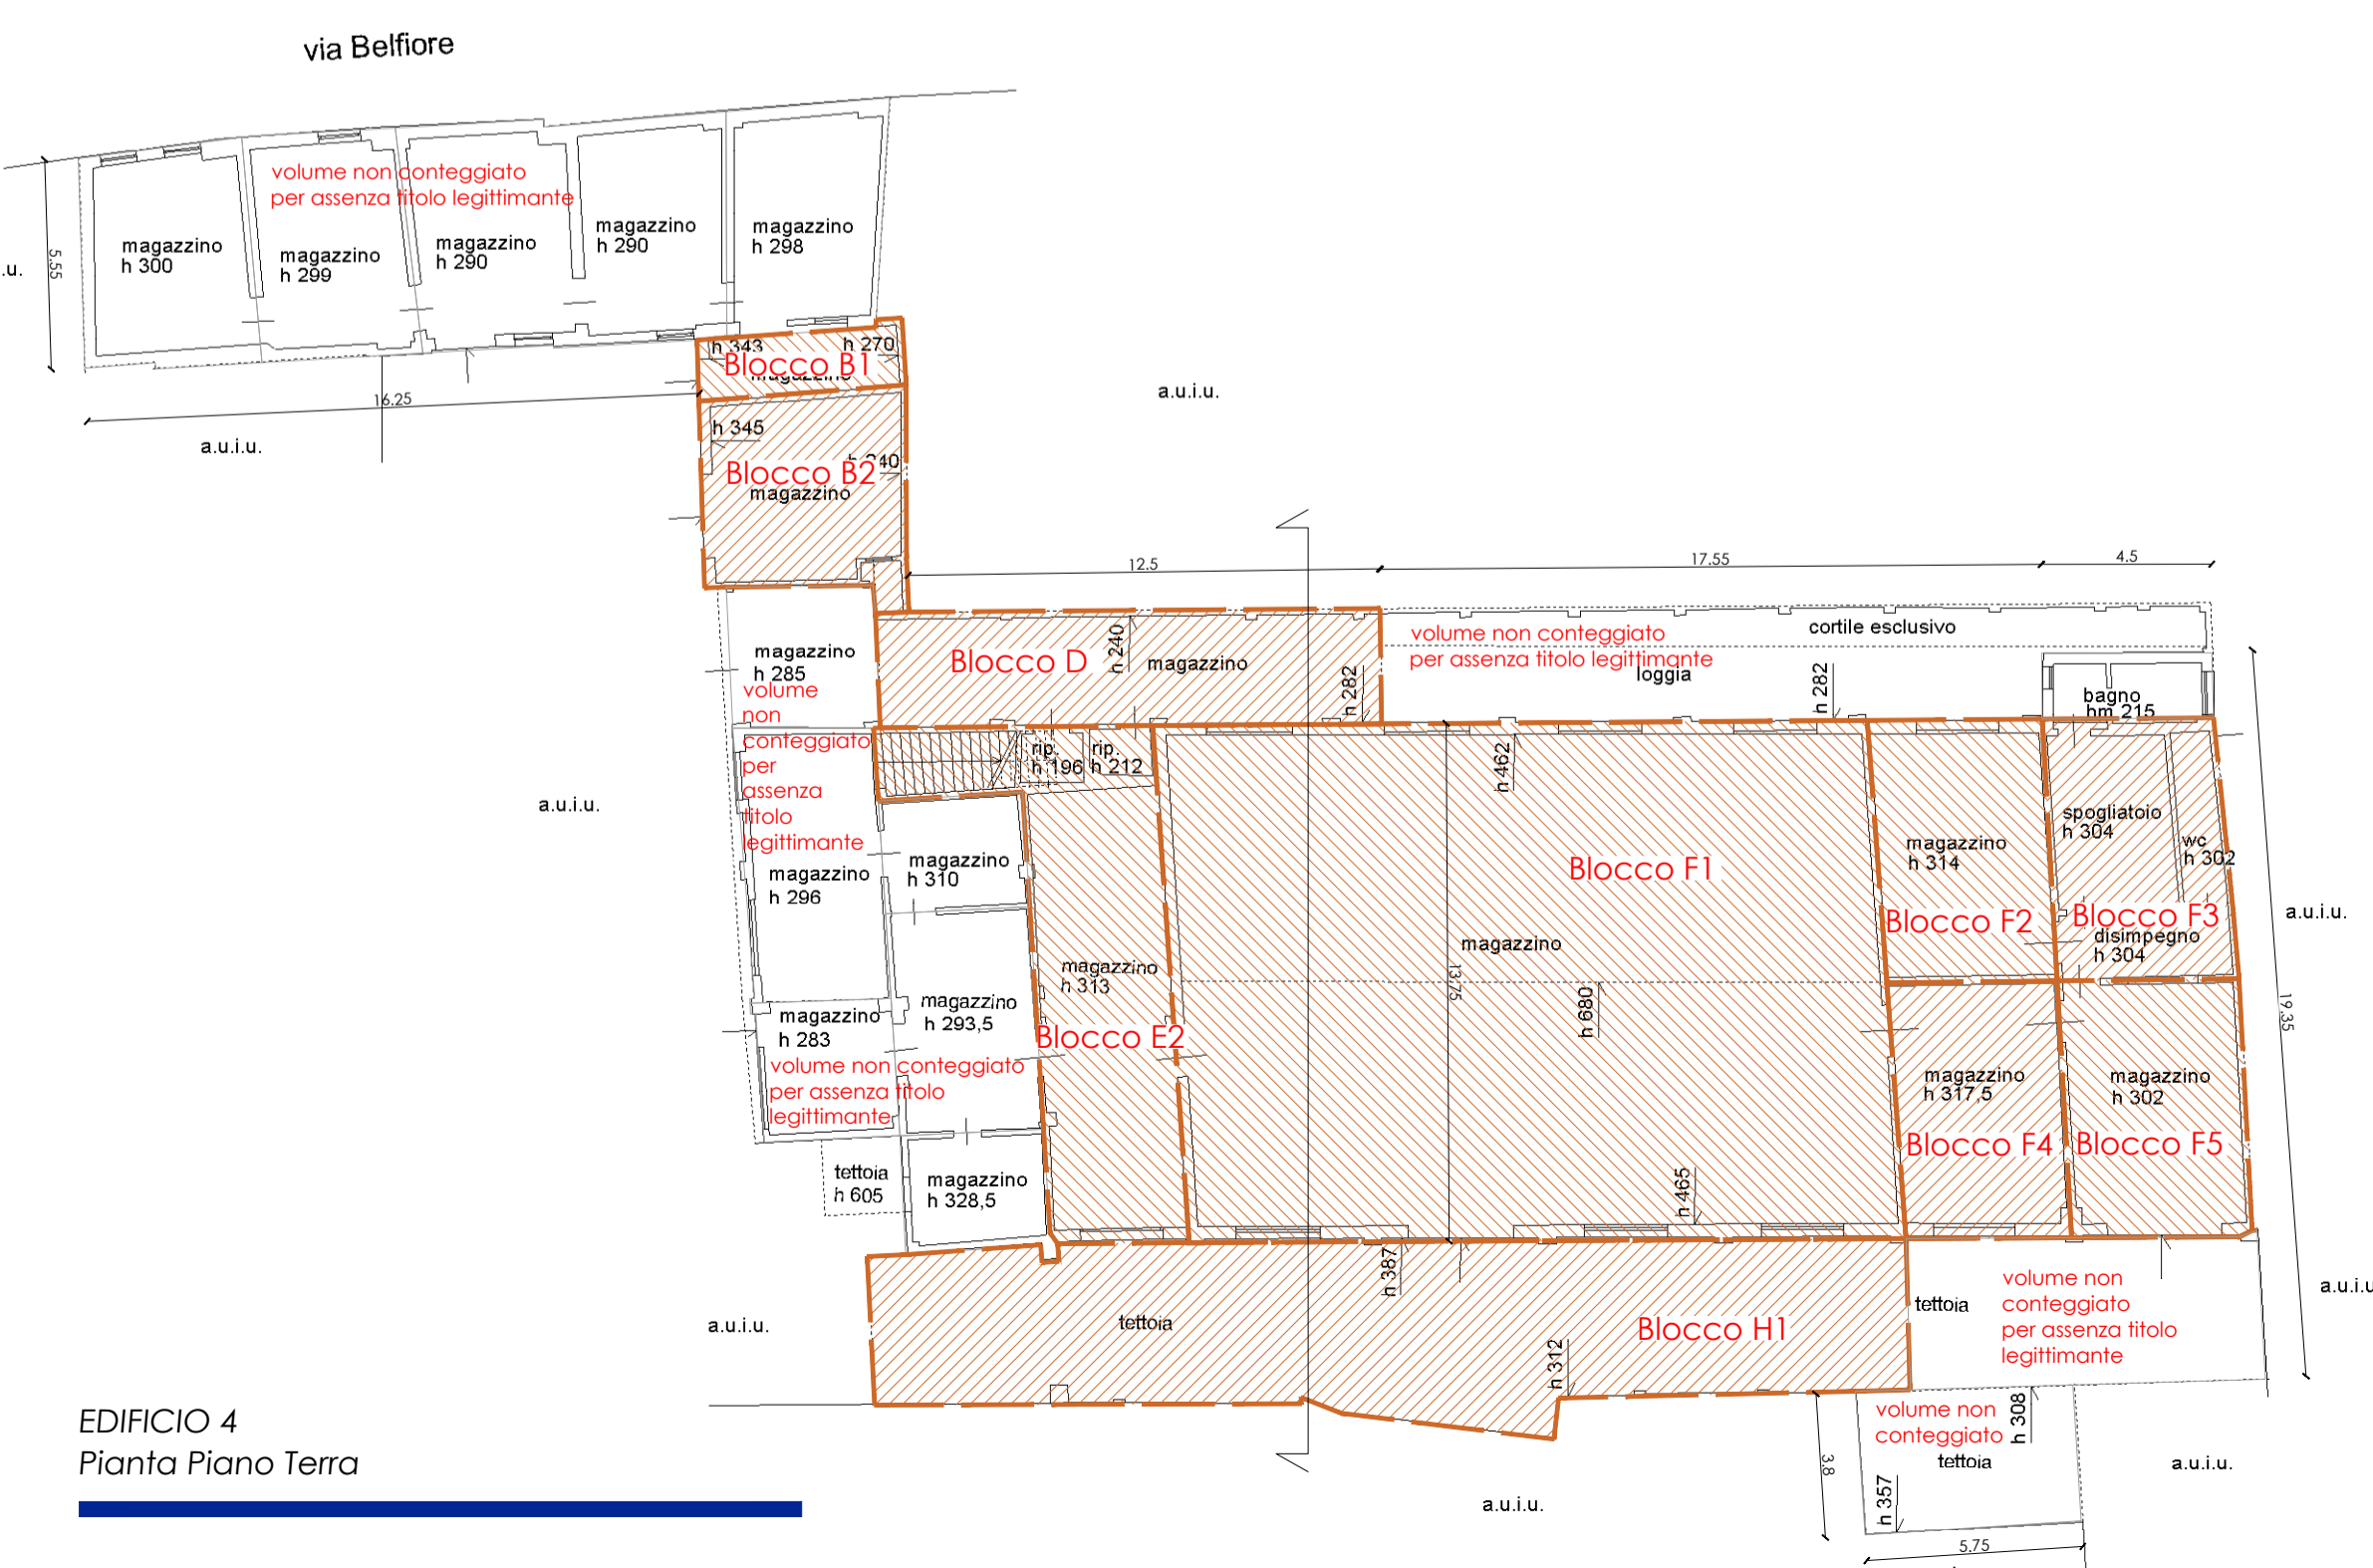 via Belfiore
volume non conteggiato
per assenza titolo legittimante
magazzino
h 300
magazzino
h 299
magazzino
h 290
magazzino
h 290
magazzino
h 298
.u.
5.55
16.25
a.u.i.u.
h 343
h 270
Blocco B1
magazzino
a.u.i.u.
h 345
h 240
Blocco B2
magazzino
12.5
17.55
4.5
magazzino
h 285
Blocco D
h 240
magazzino
h 282
volume non conteggiato
per assenza titolo legittimante
loggia
cortile esclusivo
h 282
bagno
hm 215
volume
non
conteggiato
per
assenza
titolo
legittimante
rip.
h 196
rip.
h 212
h 462
a.u.i.u.
magazzino
h 296
magazzino
h 310
Blocco F1
magazzino
h 314
Blocco F2
spogliatoio
h 304
wc
h 302
Blocco F3
disimpegno
h 304
a.u.i.u.
magazzino
h 313
magazzino
13.75
h 680
19.35
magazzino
h 283
magazzino
h 293,5
Blocco E2
volume non conteggiato
per assenza titolo
legittimante
magazzino
h 317,5
Blocco F4
magazzino
h 302
Blocco F5
tettoia
h 605
magazzino
h 328,5
h 465
h 387
a.u.i.u.
tettoia
h 312
Blocco H1
tettoia
volume non
conteggiato
per assenza titolo
legittimante
a.u.i.u
EDIFICIO 4
Pianta Piano Terra
volume non
conteggiato
h 308
tettoia
3.8
h 357
a.u.i.u.
a.u.i.u.
5.75